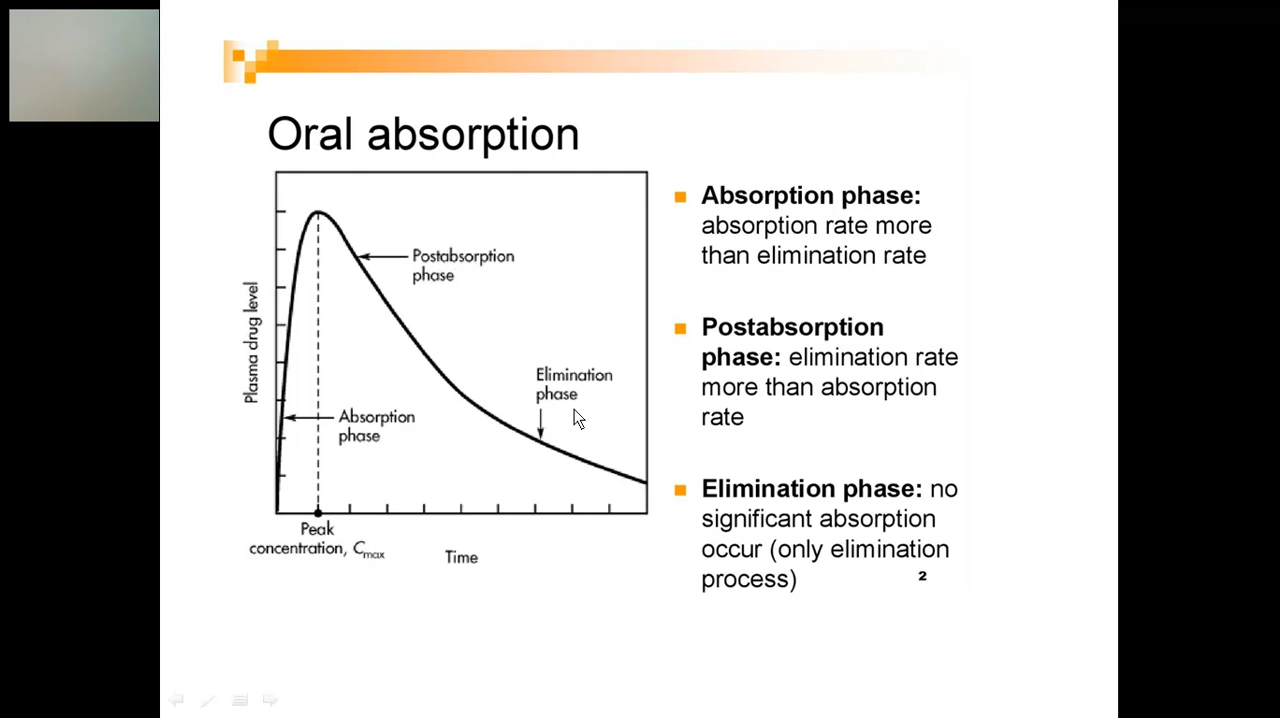 Oral absorption
Plasma drug level
Postabsorption
phase
Elimination
phase
Absorption
phase
Peak
concentration, Cmax
Time
Absorption phase:
absorption rate more
than elimination rate
Postabsorption
phase: elimination rate
more than absorption
rate
Elimination phase: no
significant absorption
occur (only elimination
process)
2